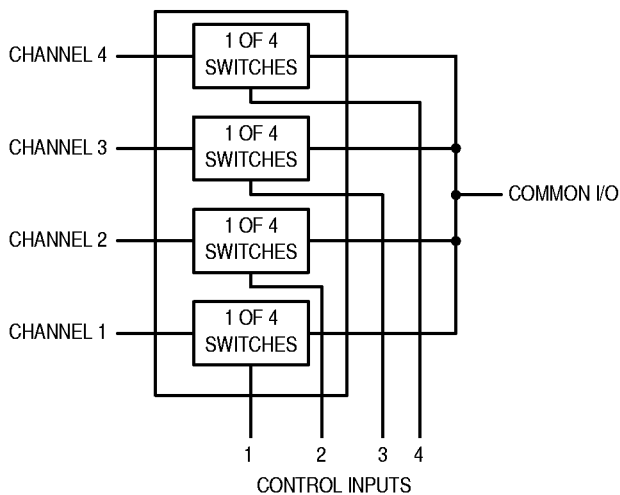 CHANNEL 4
1 OF 4
SWITCHES
CHANNEL 3
1 OF 4
SWITCHES
COMMON I/O
CHANNEL 2
1 OF 4
SWITCHES
CHANNEL 1
1 OF 4
SWITCHES
1 2 3 4
CONTROL INPUTS